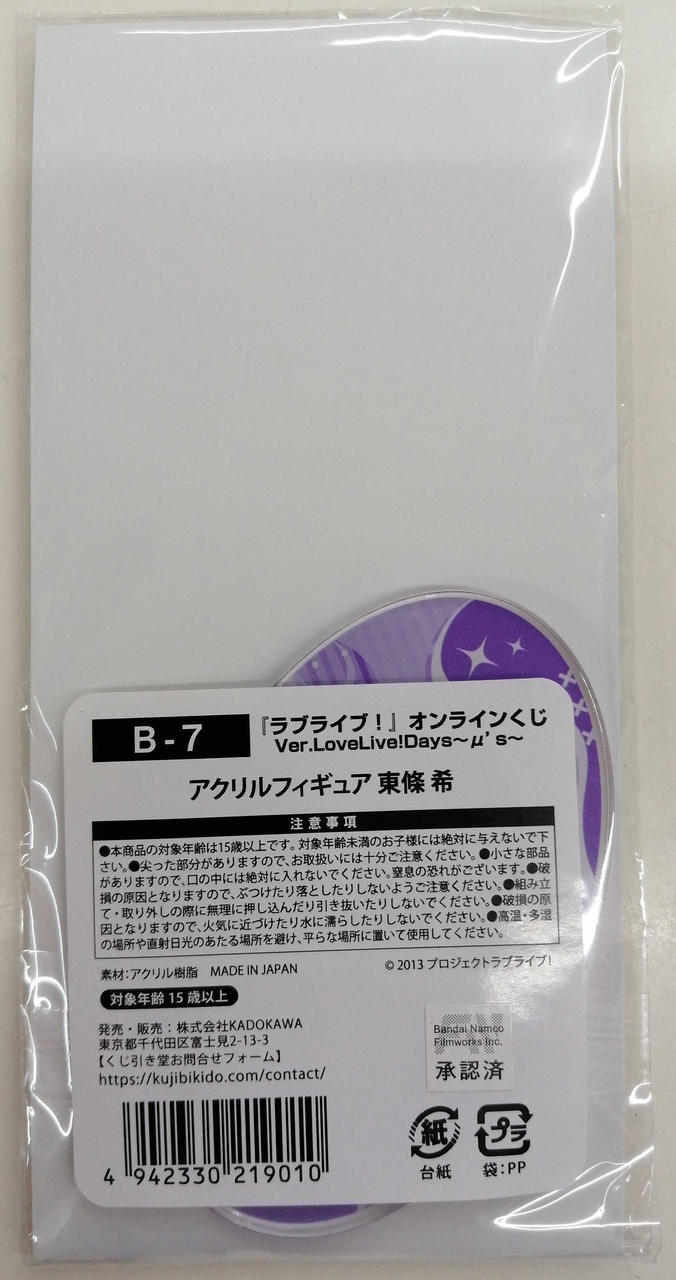 B-7
『ラブライブ！』オンラインくじ
Ver.LoveLive!Days～μ's～
アクリルフィギュア 東條 希
注意事項
●本商品の対象年齢は15歳以上です。対象年齢未満のお子様には絶対に与えないで下
さい。●尖った部分がありますので、お取扱いには十分ご注意ください。●小さな部品
がありますので、口の中には絶対に入れないでください。窒息の恐れがございます。●破
損の原因となりますので、ぶつけたり落としたりしないようご注意ください。●組み立
て・取り外しの際に無理に押し込んだり引き抜いたりしないでください。●破損の原
因となりますので、火気に近づけたり水に濡らしたりしないでください。●高温・多湿
の場所や直射日光のあたる場所を避け、平らな場所に置いて使用してください。
素材：アクリル樹脂 MADE IN JAPAN
© 2013 プロジェクトラブライブ！
対象年齢 15 歳以上
発売・販売：株式会社KADOKAWA
東京都千代田区富士見2-13-3
【くじ引き堂お問合せフォーム】
https://kujibikido.com/contact/
Bandai Namco
Filmworks Inc.
承認済
4 942330 219010
紙
台紙
プラ
袋：PP